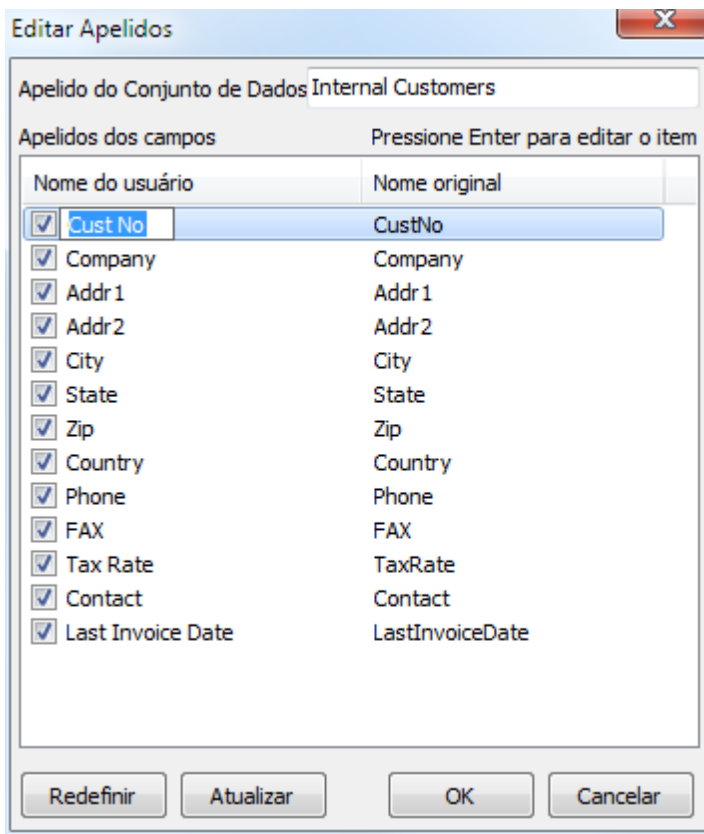 Editar Apelidos
Apelido do Conjunto de Dados Internal Customers
Apelidos dos campos Pressione Enter para editar o item
Nome do usuário Nome original
Cust No CustNo
Company Company
Addr1 Addr1
Addr2 Addr2
City City
State State
Zip Zip
Country Country
Phone Phone
FAX FAX
Tax Rate TaxRate
Contact Contact
Last Invoice Date LastInvoiceDate
Redefinir Atualizar OK Cancelar